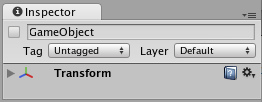 Inspector
GameObject
Tag Untagged Layer Default
Transform